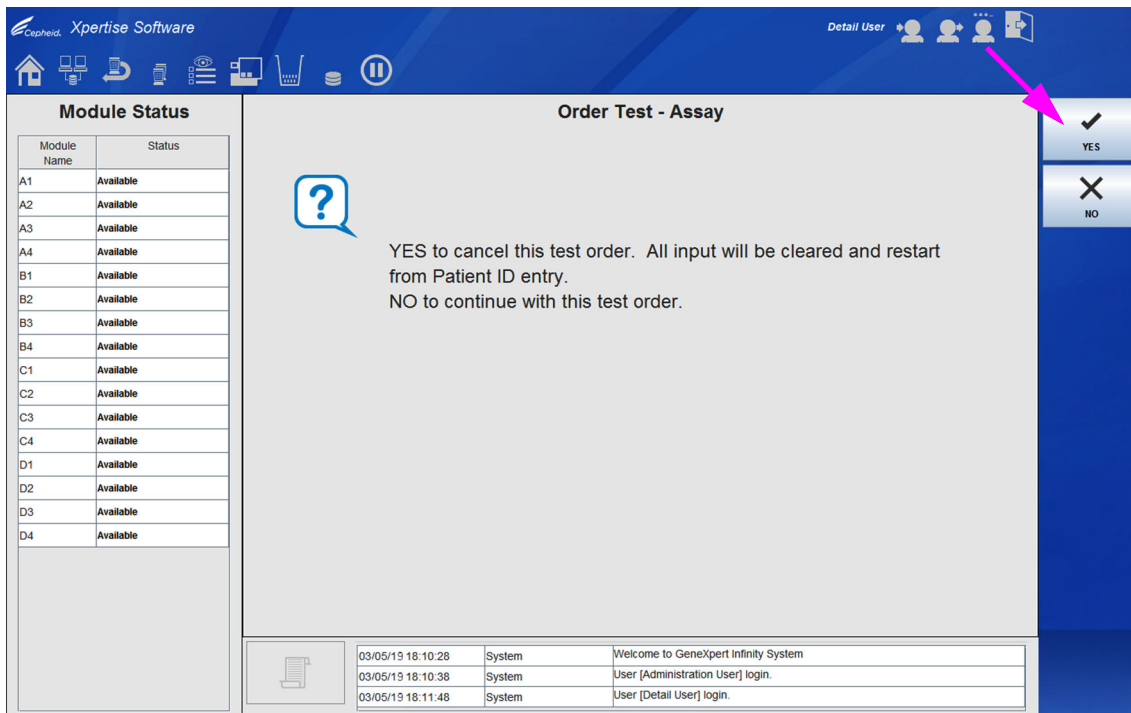 Cepheid. Xpertise Software
Detail User
Module Status
Order Test - Assay
YES
Module Name
Status
A1 Available
A2 Available
NO
A3 Available
A4 Available
YES to cancel this test order. All input will be cleared and restart
from Patient ID entry.
B1 Available
NO to continue with this test order.
B2 Available
B3 Available
B4 Available
C1 Available
C2 Available
C3 Available
C4 Available
D1 Available
D2 Available
D3 Available
D4 Available
03/05/19 18:10:28 System Welcome to GeneXpert Infinity System
03/05/19 18:10:38 System User [Administration User] login.
03/05/19 18:11:48 System User [Detail User] login.